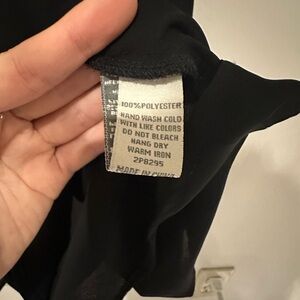 100%POLYESTER
HAND WASH COLD
WITH LIKE COLORS
DO NOT BLEACH
HANG DRY
WARM IRON
2P8295
MADE IN CHINA